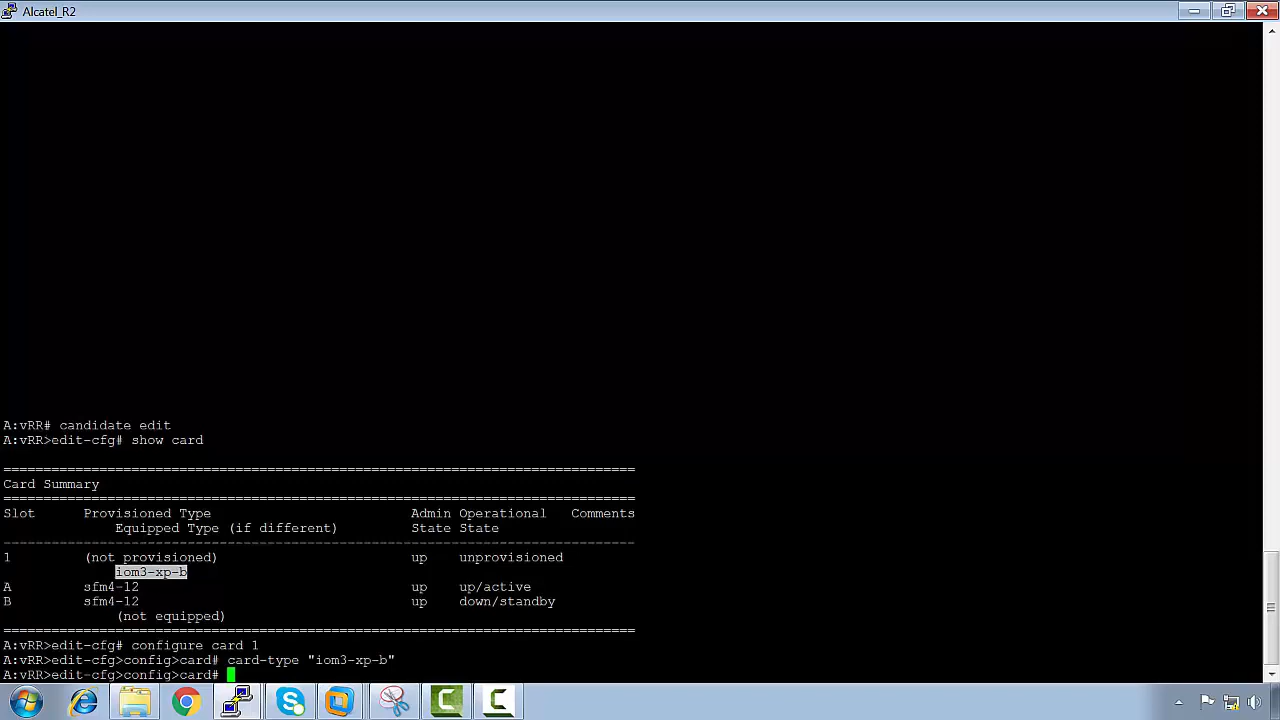 Alcatel_R2
A:vRR# candidate edit
A:vRR>edit-cfg# show card
===============================================================================
Card Summary
===============================================================================
Slot      Provisioned Type                         Admin Operational   Comments
              Equipped Type (if different)         State State
-------------------------------------------------------------------------------
1         (not provisioned)                        up    unprovisioned
              iom3-xp-b
A         sfm4-12                                  up    up/active
B         sfm4-12                                  up    down/standby
              (not equipped)
===============================================================================
A:vRR>edit-cfg# configure card 1
A:vRR>edit-cfg>config>card# card-type "iom3-xp-b"
A:vRR>edit-cfg>config>card#